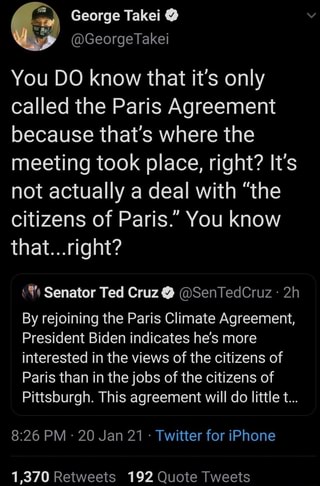 George Takei
@GeorgeTakei
You DO know that it's only
called the Paris Agreement
because that's where the
meeting took place, right? It's
not actually a deal with “the
citizens of Paris.” You know
that...right?
Senator Ted Cruz @SenTedCruz · 2h
By rejoining the Paris Climate Agreement,
President Biden indicates he's more
interested in the views of the citizens of
Paris than in the jobs of the citizens of
Pittsburgh. This agreement will do little t...
8:26 PM · 20 Jan 21 · Twitter for iPhone
1,370 Retweets 192 Quote Tweets